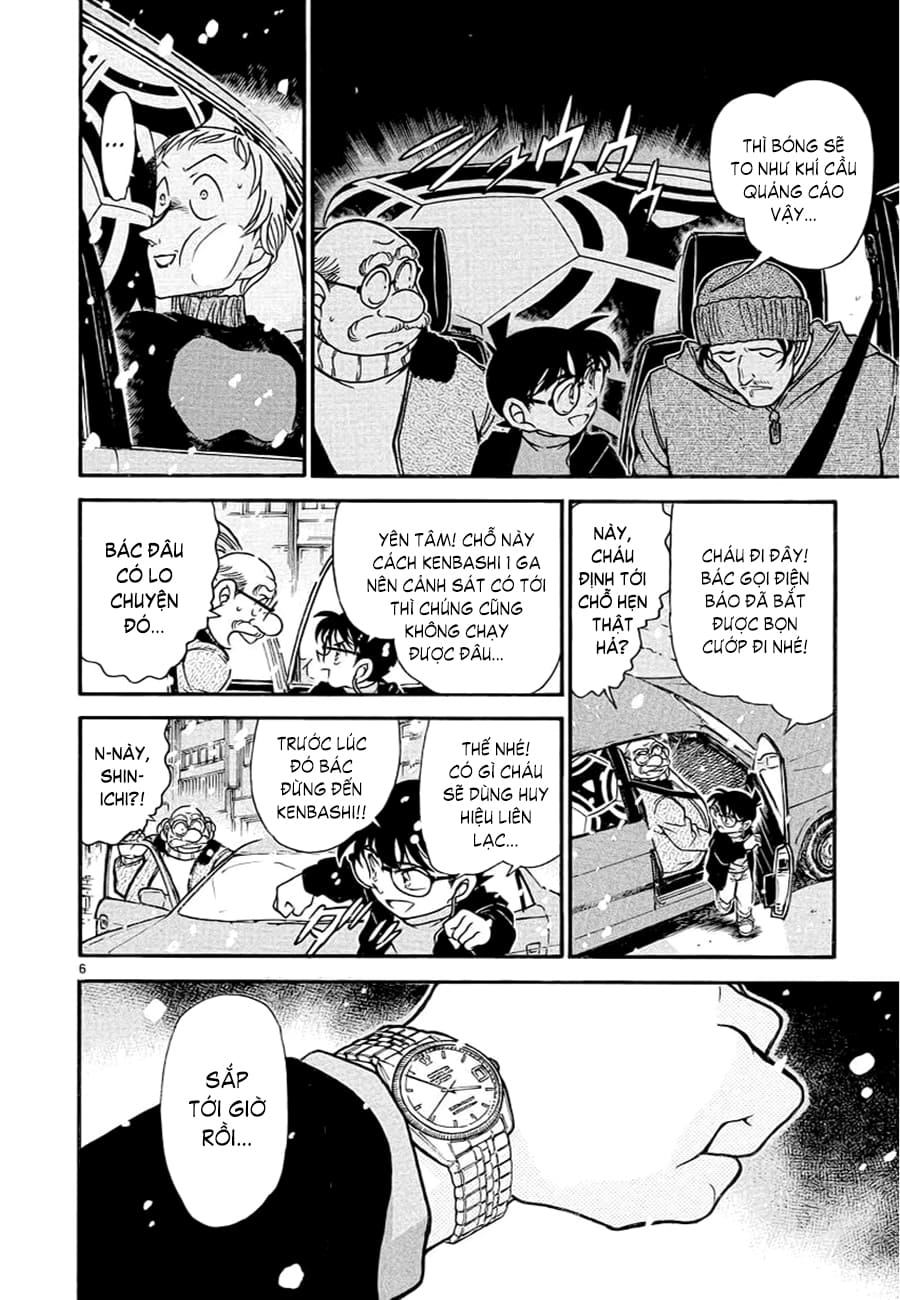 THÌ BÓNG SẼ
TO NHƯ KHÍ CẦU
QUẢNG CÁO
VẬY...
...
CHÁU ĐI ĐÂY!
BÁC GỌI ĐIỆN
BÁO ĐÃ BẮT
ĐƯỢC BỌN
CƯỚP ĐI NHÉ!
NÀY,
CHÁU
ĐỊNH TỚI
CHỖ HẸN
THẬT
HẢ?
YÊN TÂM! CHỖ NÀY
CÁCH KENBASHI 1 GA
NÊN CẢNH SÁT CÓ TỚI
THÌ CHÚNG CŨNG
KHÔNG CHẠY
ĐƯỢC ĐÂU...
BÁC ĐÂU
CÓ LO
CHUYỆN
ĐÓ...
THẾ NHÉ!
CÓ GÌ CHÁU
SẼ DÙNG HUY
HIỆU LIÊN
LẠC...
TRƯỚC LÚC
ĐÓ BÁC
ĐỪNG ĐẾN
KENBASHI!!
N-NÀY,
SHIN-
ICHI?!
6
SẮP
TỚI GIỜ
RỒI...